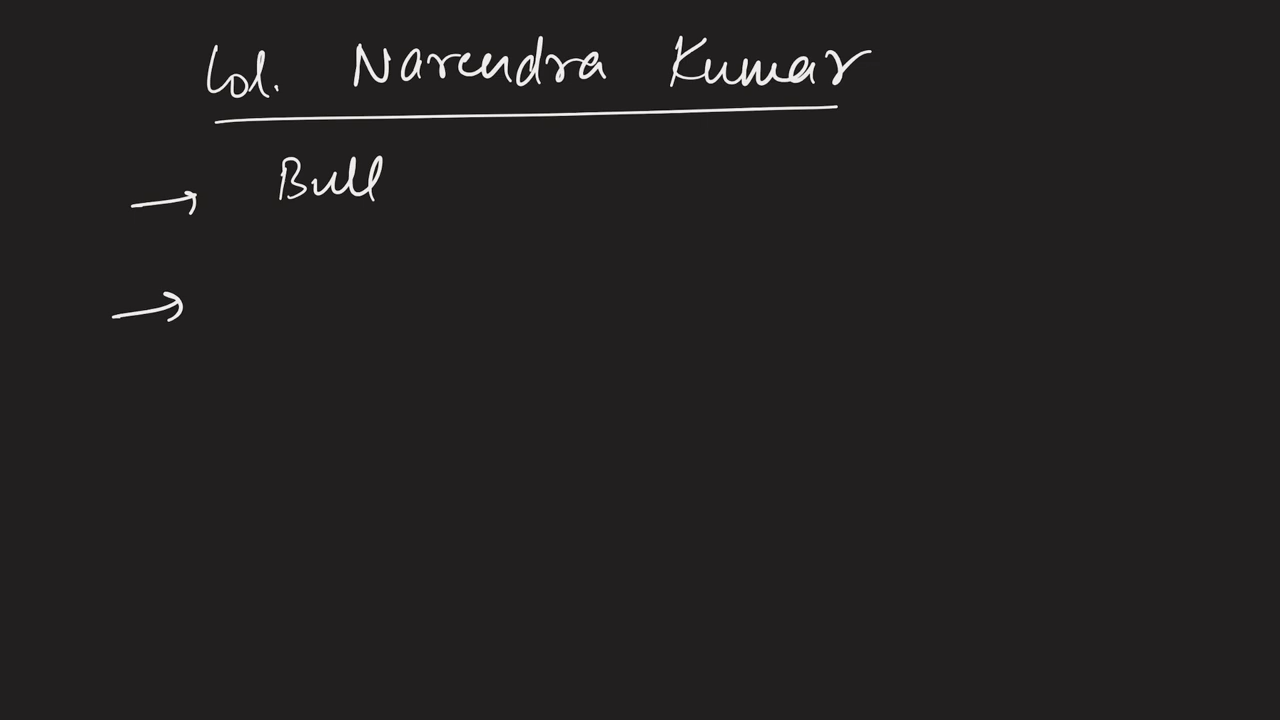 Col. Narendra Kumar
→ Bull
→